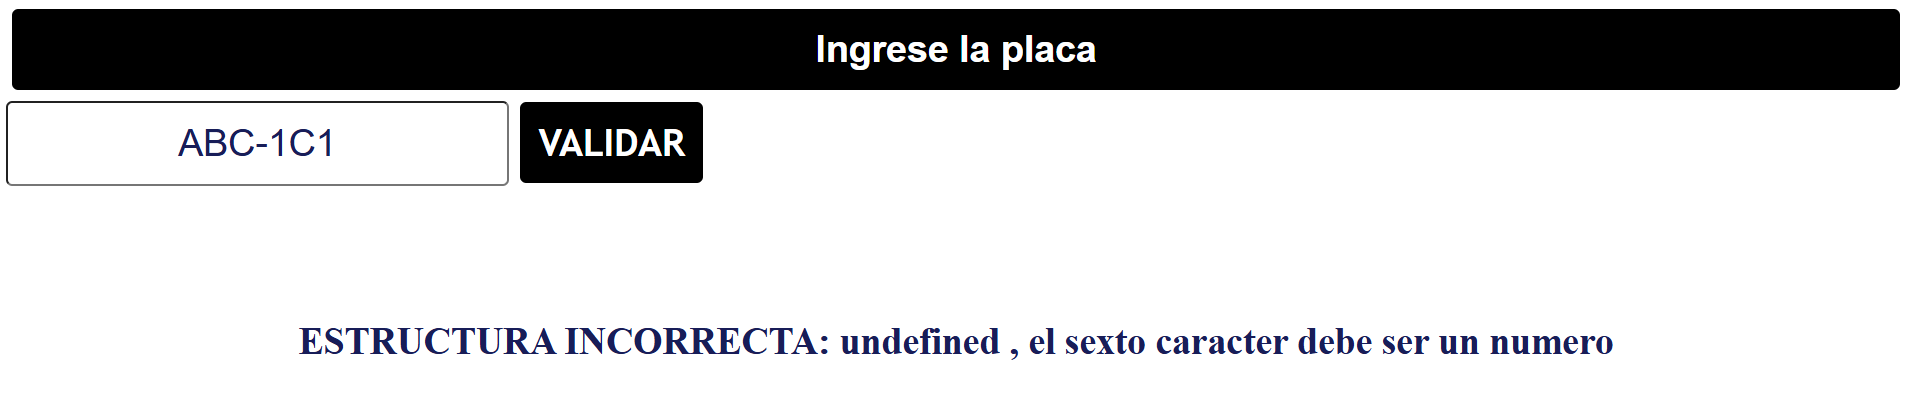 Ingrese la placa
ABC-1C1
VALIDAR
ESTRUCTURA INCORRECTA: undefined , el sexto caracter debe ser un numero